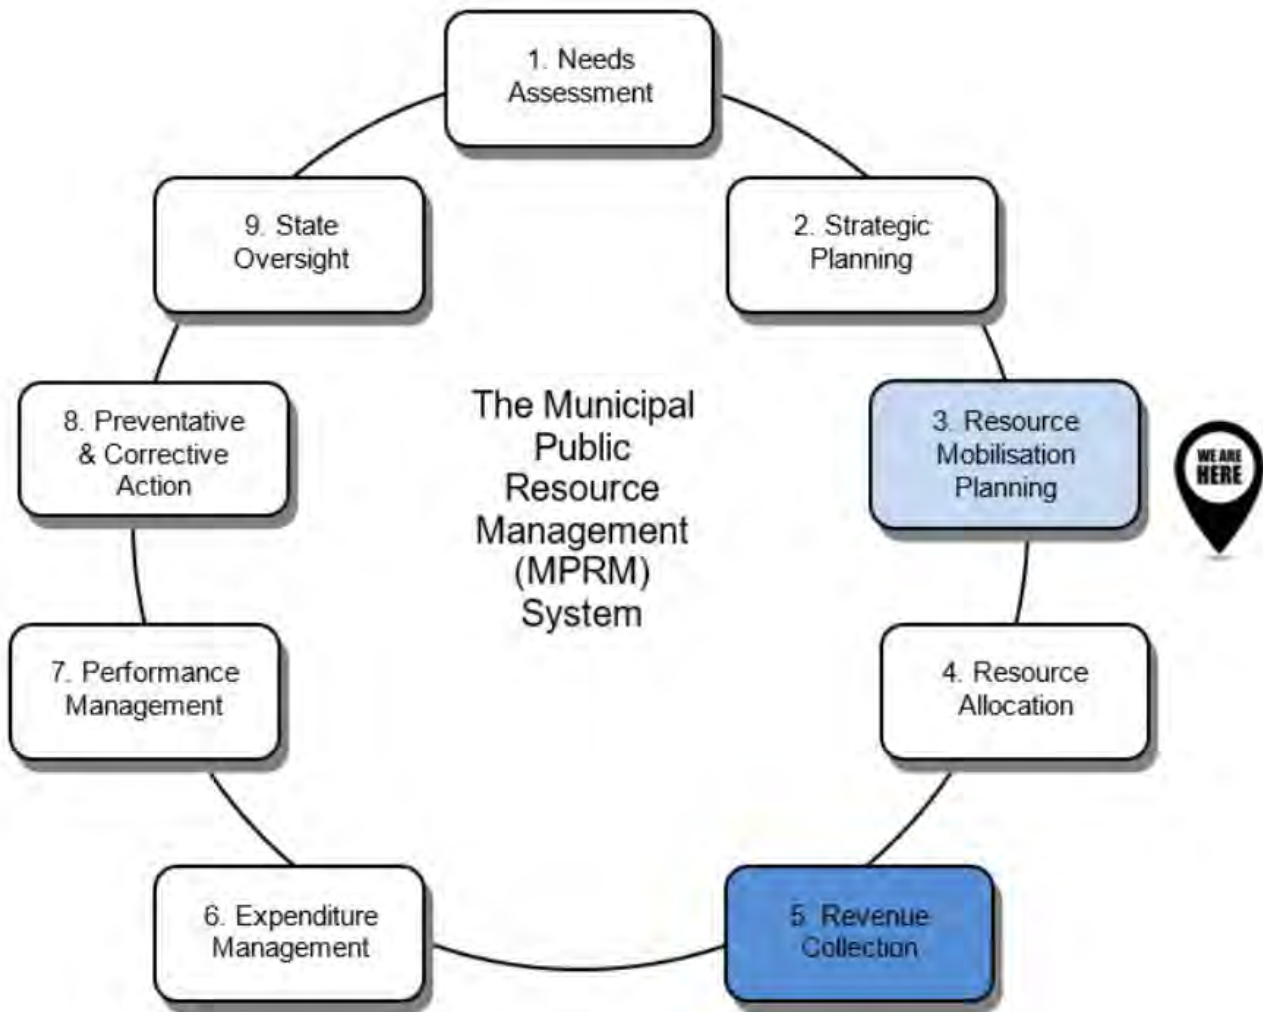 1. Needs
Assessment
2. Strategic
Planning
3. Resource
Mobilisation
Planning
WE ARE
HERE
4. Resource
Allocation
5. Revenue
Collection
6. Expenditure
Management
7. Performance
Management
8. Preventative
& Corrective
Action
9. State
Oversight
The Municipal
Public
Resource
Management
(MPRM)
System